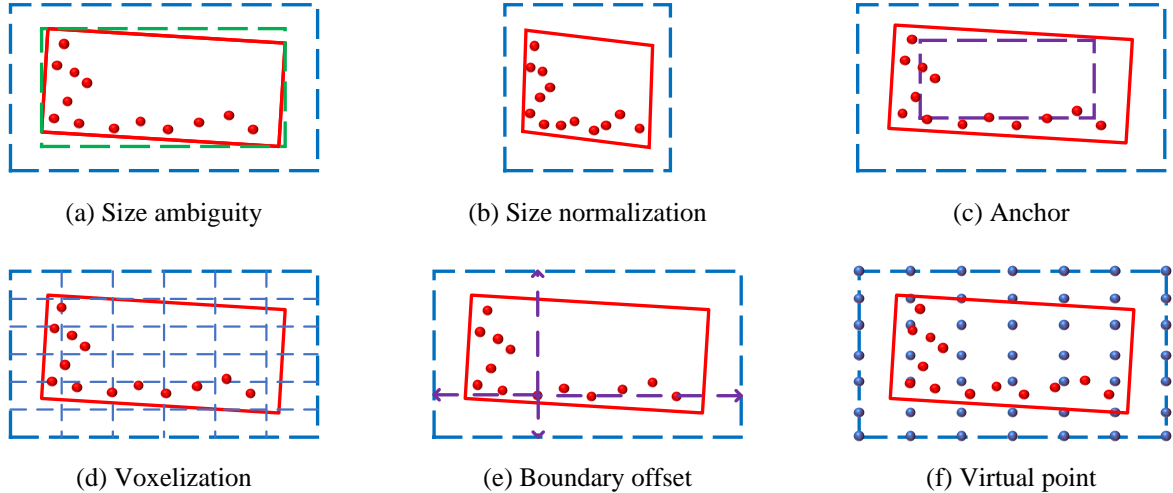 (a) Size ambiguity
(b) Size normalization
(c) Anchor
(d) Voxelization
(e) Boundary offset
(f) Virtual point